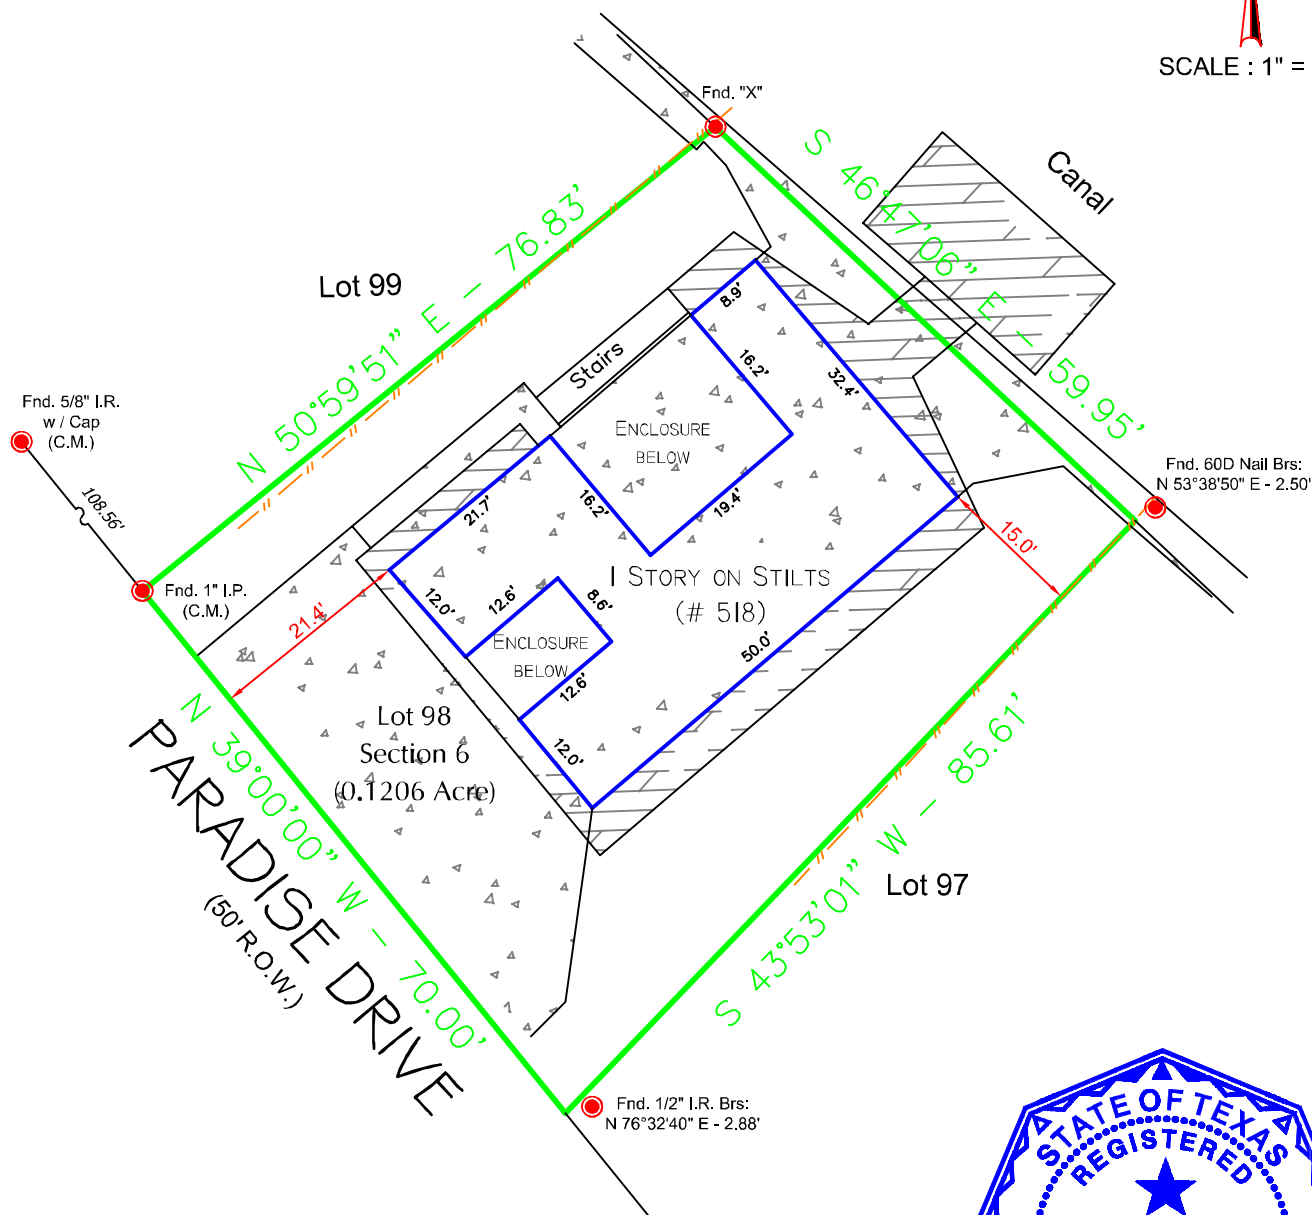 SCALE : 1" =
Fnd. "X"
S 46°47'06" E – 59.95'
Canal
N 50°59'51" E – 76.83'
Lot 99
8.9'
Stairs
16.2'
32.4'
Fnd. 5/8" I.R.
w / Cap
(C.M.)
ENCLOSURE
BELOW
Fnd. 60D Nail Brs:
N 53°38'50" E - 2.50'
108.56'
21.7'
16.2'
19.4'
15.0'
1 STORY ON STILTS
(# 518)
Fnd. 1" I.P.
(C.M.)
21.4'
12.0'
12.6'
8.6'
ENCLOSURE
BELOW
50.0'
12.6'
12.0'
Lot 98
Section 6
(0.1206 Acre)
N 39°00'00" W – 70.00'
PARADISE DRIVE
(50' R.O.W.)
S 43°53'01" W – 85.61'
Lot 97
Fnd. 1/2" I.R. Brs:
N 76°32'40" E - 2.88'
STATE OF TEXAS
REGISTERED